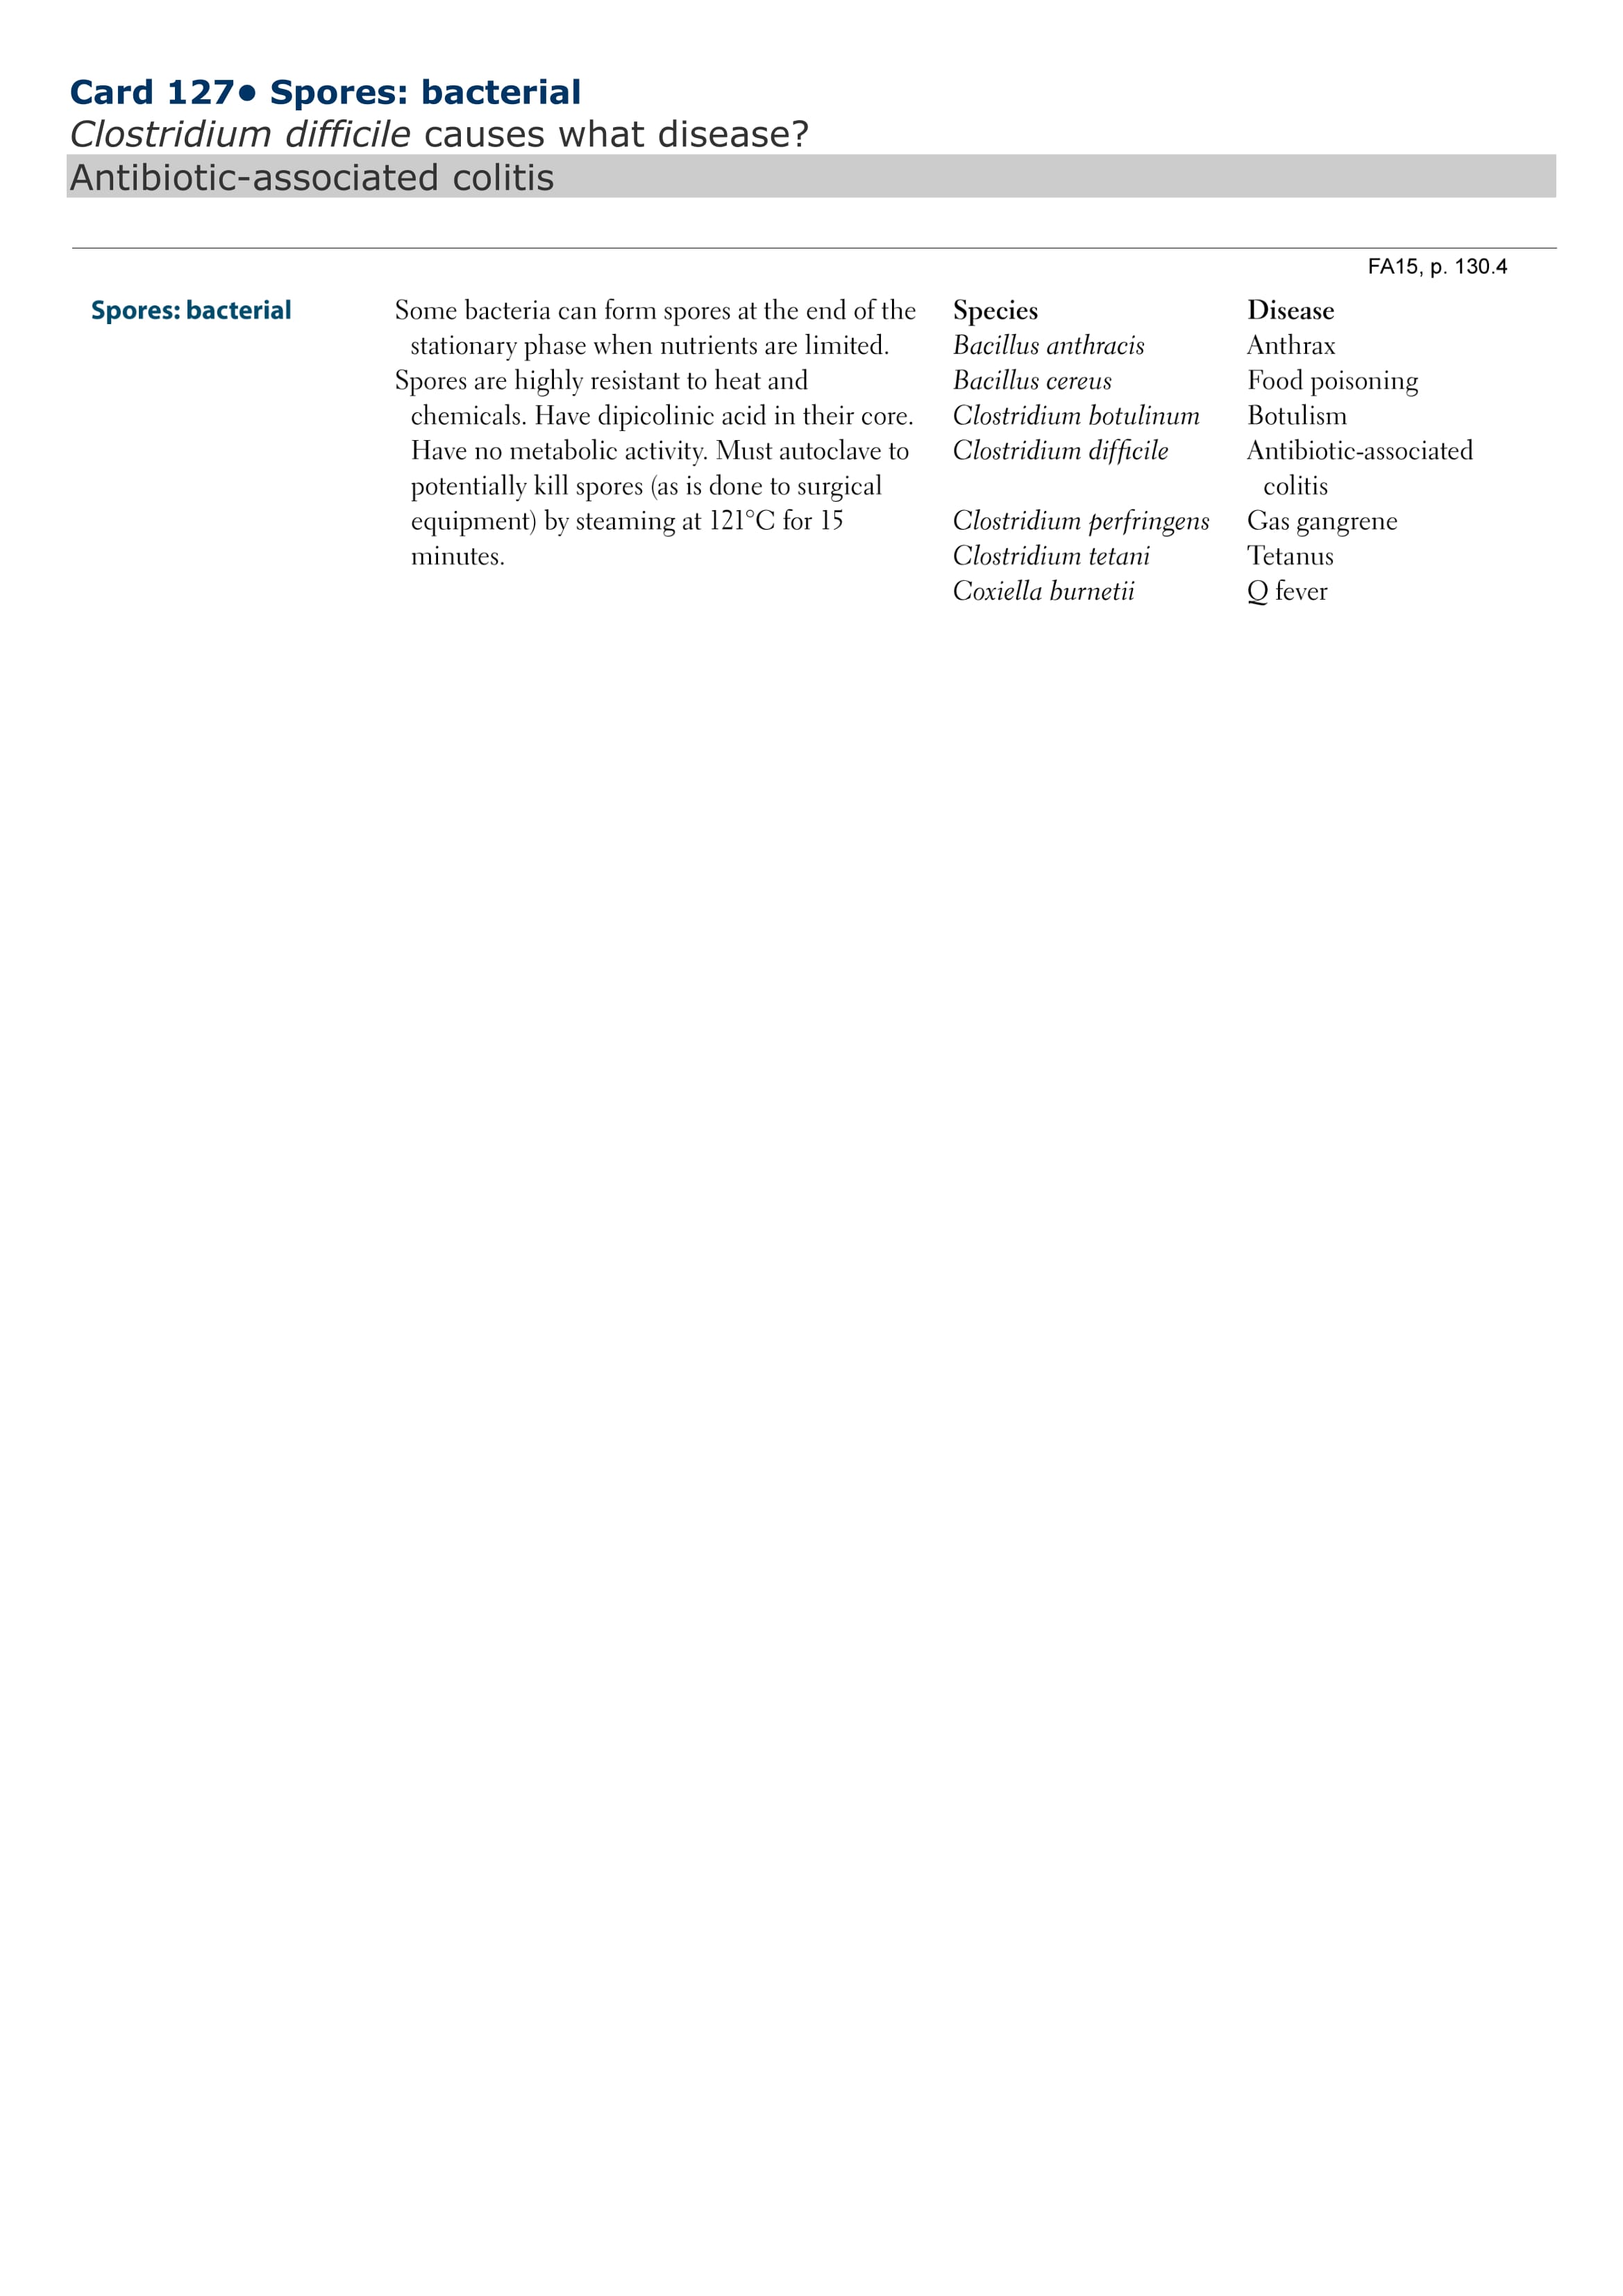 Card 127• Spores: bacterial
Clostridium difficile causes what disease?
Antibiotic-associated colitis
FA15, p. 130.4
Spores: bacterial
Some bacteria can form spores at the end of the
stationary phase when nutrients are limited.
Spores are highly resistant to heat and
chemicals. Have dipicolinic acid in their core.
Have no metabolic activity. Must autoclave to
potentially kill spores (as is done to surgical
equipment) by steaming at 121°C for 15
minutes.
Species Disease
Bacillus anthracis Anthrax
Bacillus cereus Food poisoning
Clostridium botulinum Botulism
Clostridium difficile Antibiotic-associated
colitis
Clostridium perfringens Gas gangrene
Clostridium tetani Tetanus
Coxiella burnetii Q fever